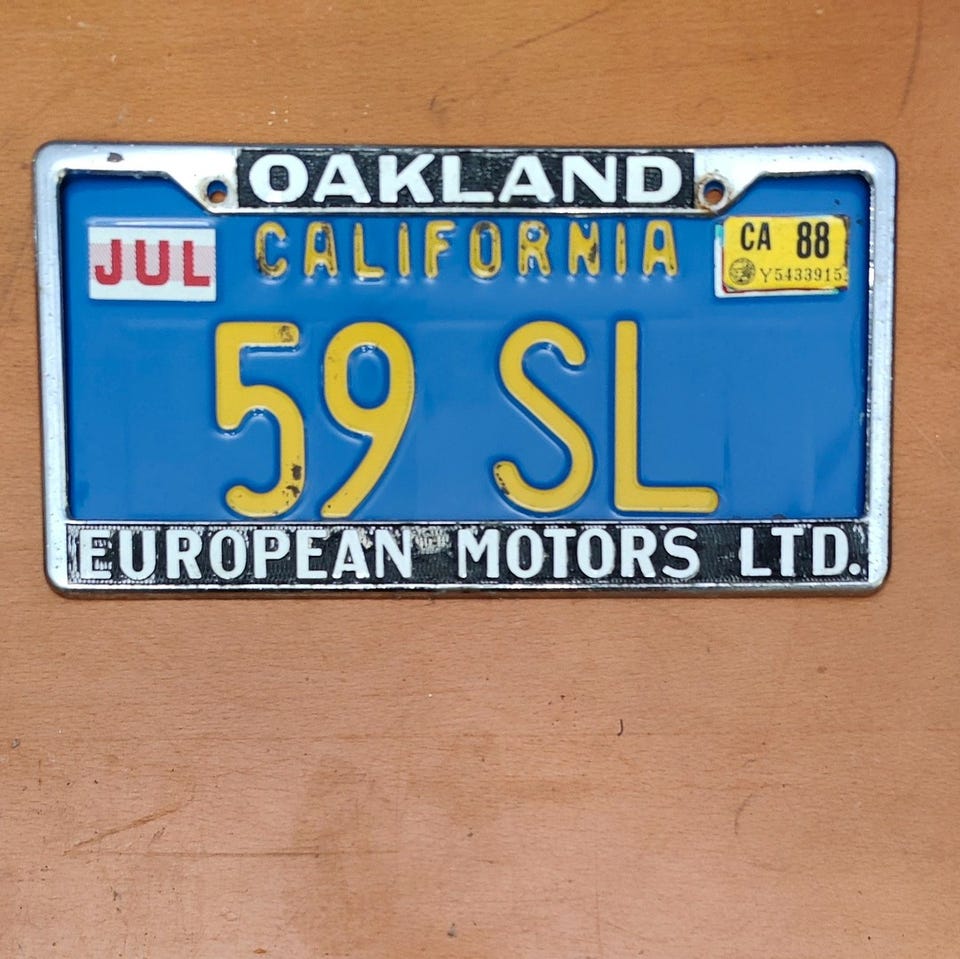 OAKLAND
CALIFORNIA
JUL
CA 88
Y5433915
59 SL
EUROPEAN MOTORS LTD.